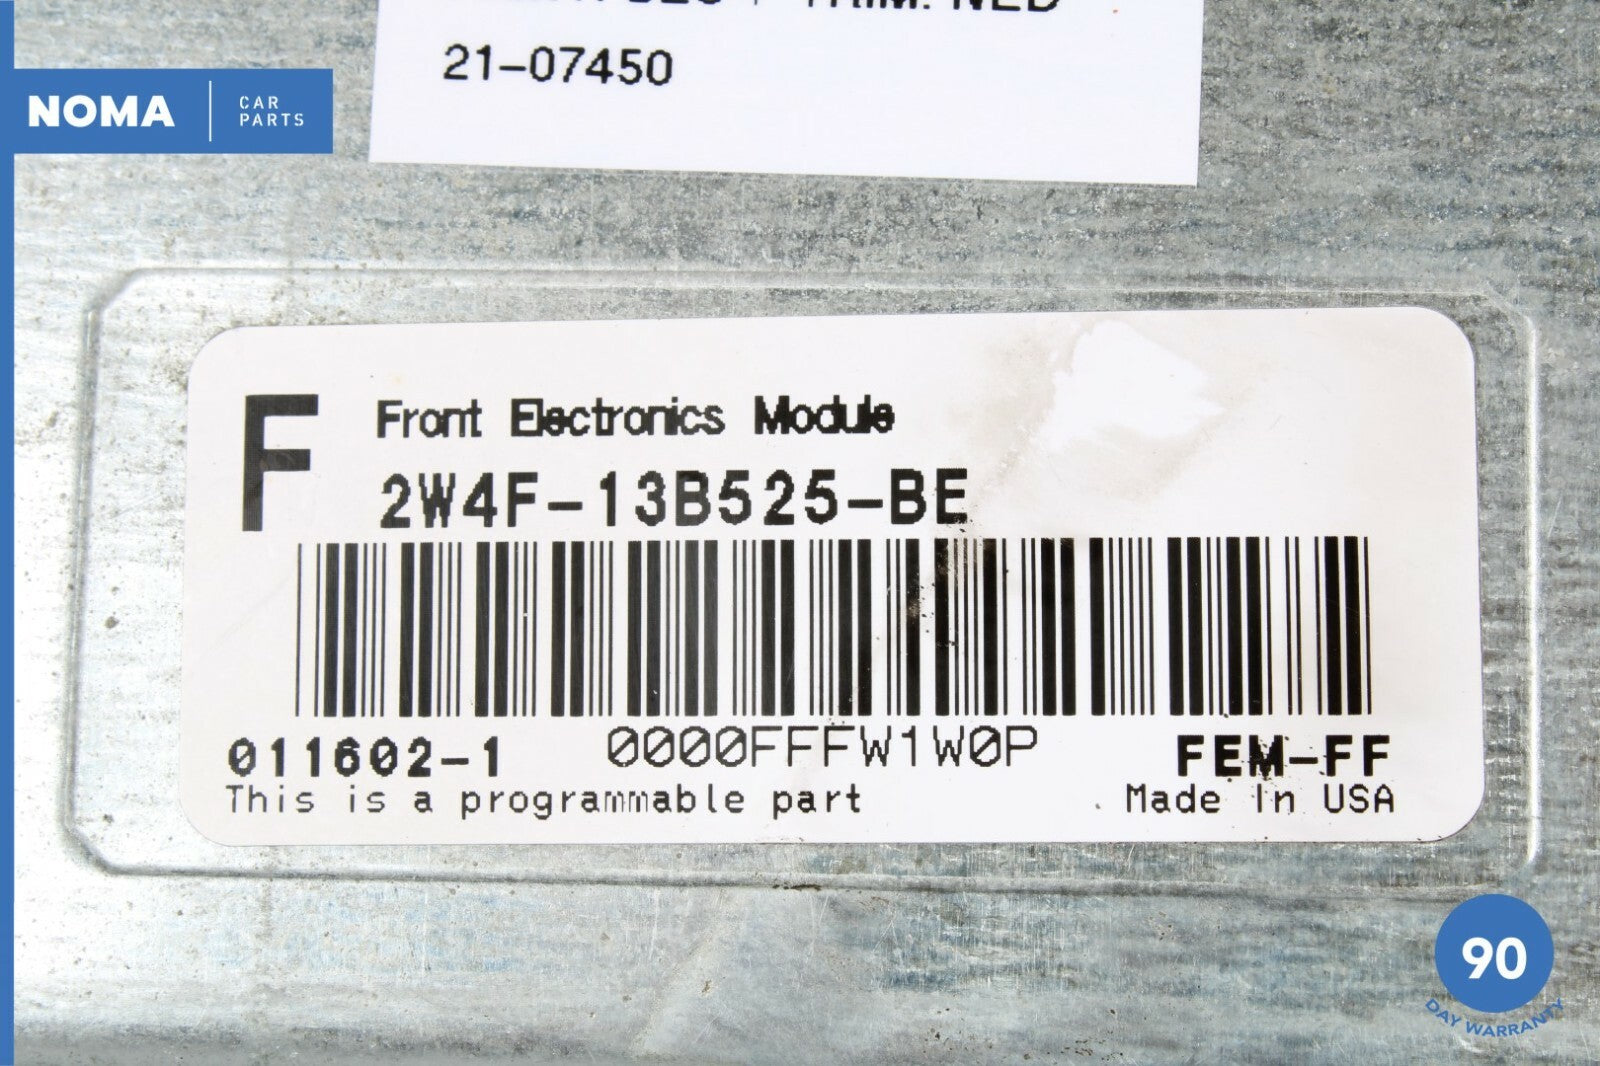 21-07450
NOMA
CAR
PARTS
F
Front Electronics Module
2W4F-13B525-BE
011602-1
0000FFFW1W0P
FEM-FF
This is a programmable part
Made In USA
90
DAY WARRANTY